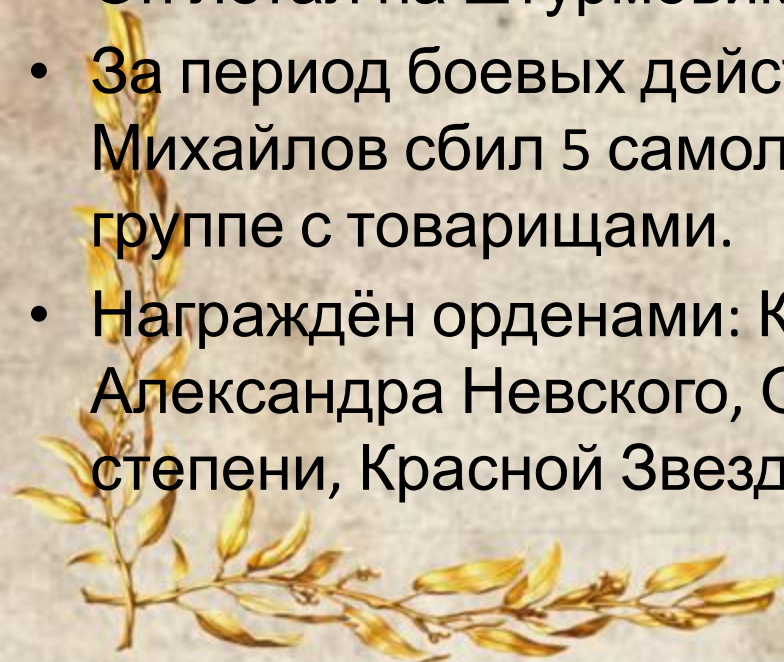 • За период боевых дейс
Михайлов сбил 5 самол
группе с товарищами.
• Награждён орденами: К
Александра Невского, О
степени, Красной Звезд